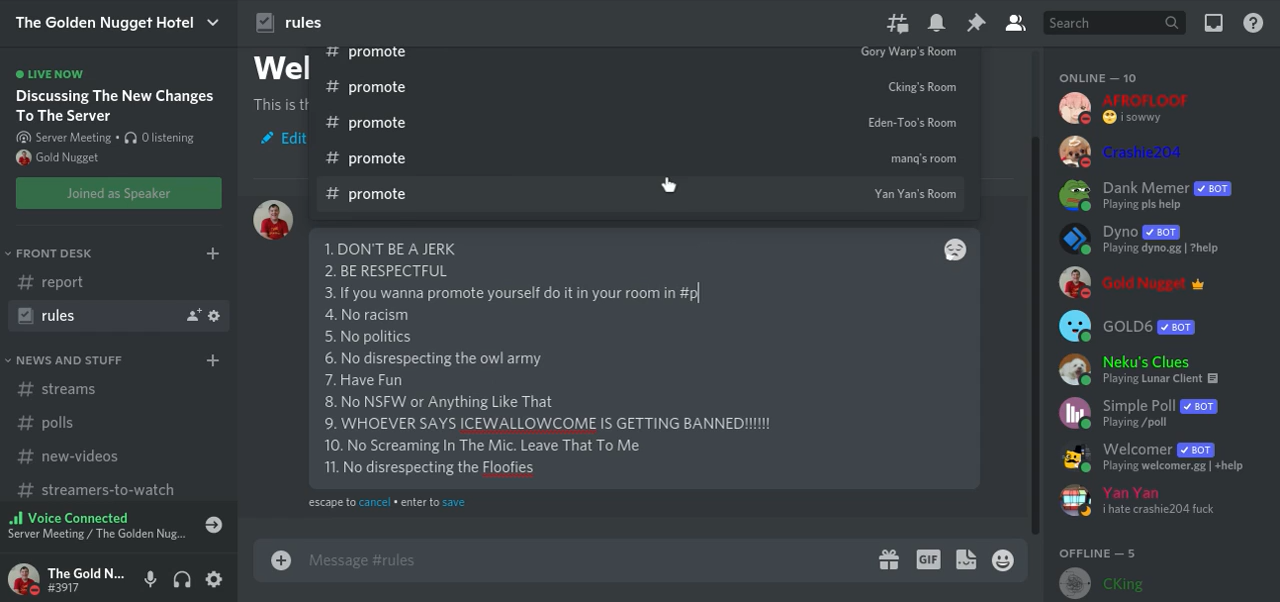 The Golden Nugget Hotel
LIVE NOW
Discussing The New Changes
To The Server
Server Meeting • 0 listening
Gold Nugget
Joined as Speaker
FRONT DESK
# report
rules
NEWS AND STUFF
# streams
# polls
# new-videos
# streamers-to-watch
Voice Connected
Server Meeting / The Golden Nug...
The Gold N...
#3917
rules
Search
Wel
This is th
Edit
# promote Gory Warp's Room
# promote Cking's Room
# promote Eden-Too's Room
# promote manq's room
# promote Yan Yan's Room
1. DON'T BE A JERK
2. BE RESPECTFUL
3. If you wanna promote yourself do it in your room in #p
4. No racism
5. No politics
6. No disrespecting the owl army
7. Have Fun
8. No NSFW or Anything Like That
9. WHOEVER SAYS ICEWALLOWCOME IS GETTING BANNED!!!!!!
10. No Screaming In The Mic. Leave That To Me
11. No disrespecting the Floofies
escape to cancel • enter to save
Message #rules
GIF
ONLINE — 10
AFROFLOOF
i sowwy
Crashie204
Dank Memer BOT
Playing pls help
Dyno BOT
Playing dyno.gg | ?help
Gold Nugget
GOLD6 BOT
Neku's Clues
Playing Lunar Client
Simple Poll BOT
Playing /poll
Welcomer BOT
Playing welcomer.gg | +help
Yan Yan
i hate crashie204 fuck
OFFLINE — 5
CKing